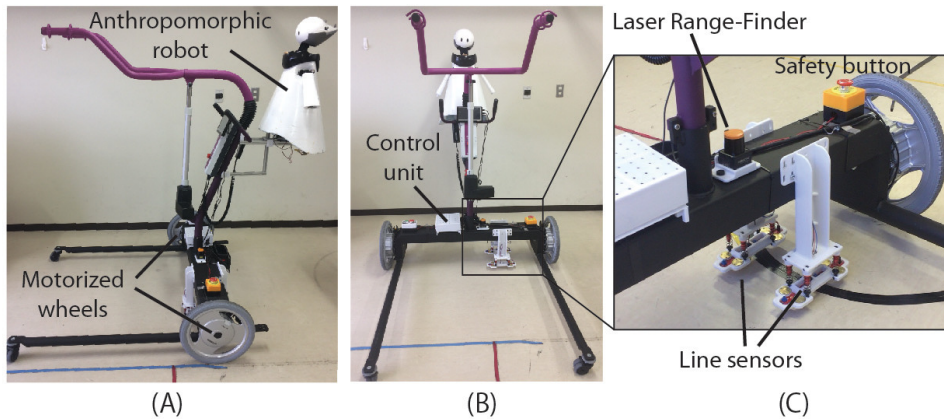 Anthropomorphic
robot
Motorized
wheels
(A)
Control
unit
(B)
Laser Range-Finder
Safety button
Line sensors
(C)